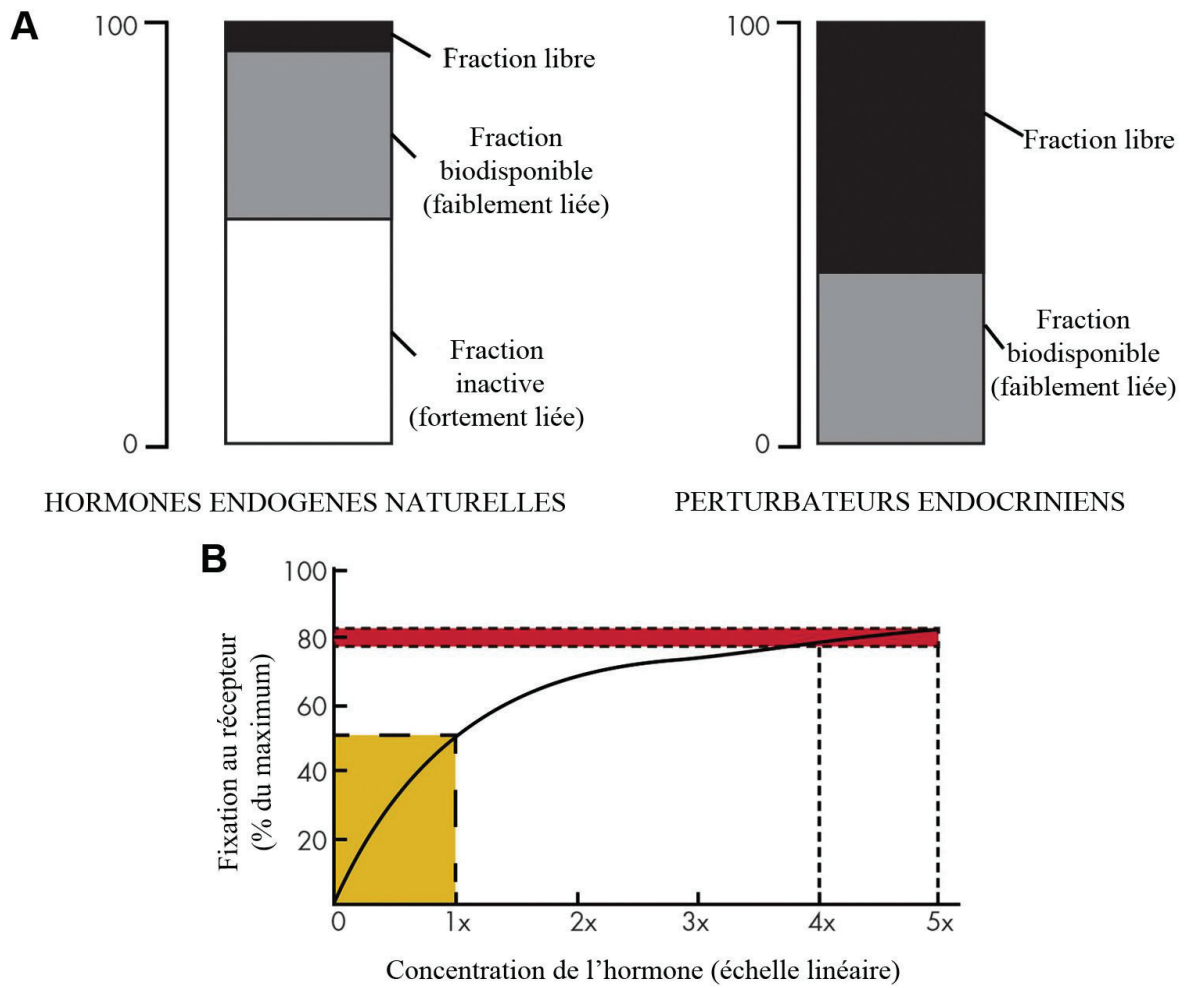 A
100
0
Fraction libre
Fraction
biodisponible
(faiblement liée)
Fraction
inactive
(fortement liée)
HORMONES ENDOGENES NATURELLES
100
0
Fraction libre
Fraction
biodisponible
(faiblement liée)
PERTURBATEURS ENDOCRINIENS
B
Fixation au récepteur
(% du maximum)
100
80
60
40
20
0 1x 2x 3x 4x 5x
Concentration de l’hormone (échelle linéaire)